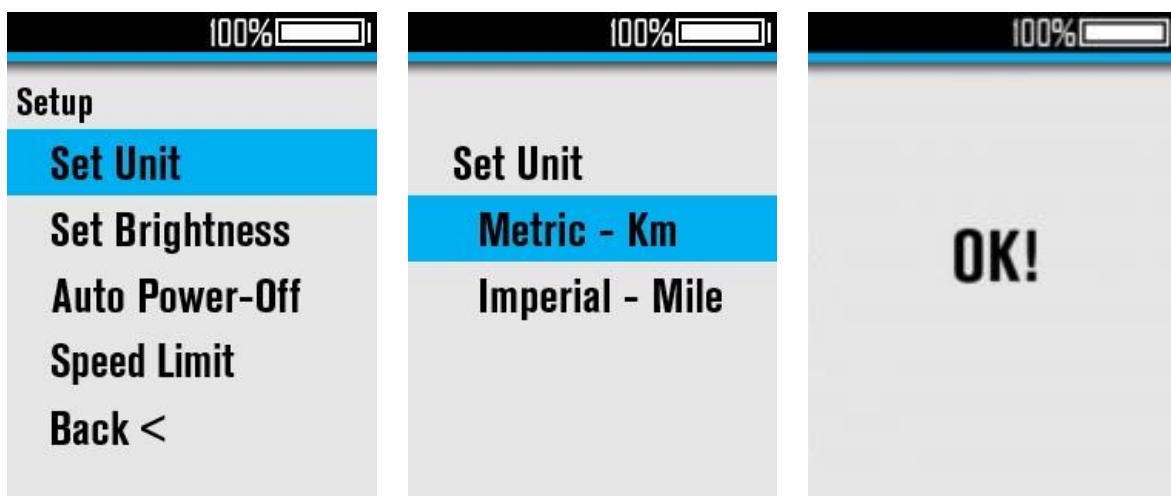 100%
Setup
Set Unit
Set Brightness
Auto Power-Off
Speed Limit
Back <
100%
Set Unit
Metric - Km
Imperial - Mile
100%
OK!